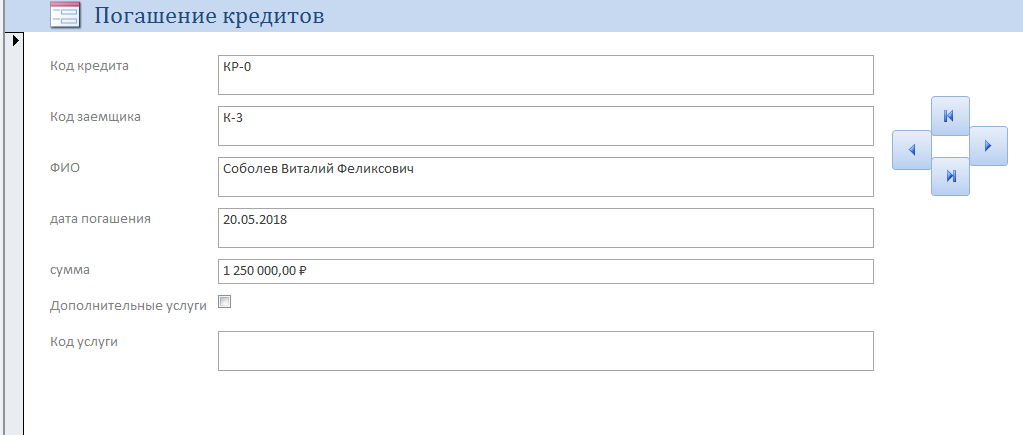 Погашение кредитов
Код кредита
КР-0
Код заемщика
К-3
ФИО
Соболев Виталий Феликсович
дата погашения
20.05.2018
сумма
1 250 000,00 ₽
Дополнительные услуги
Код услуги